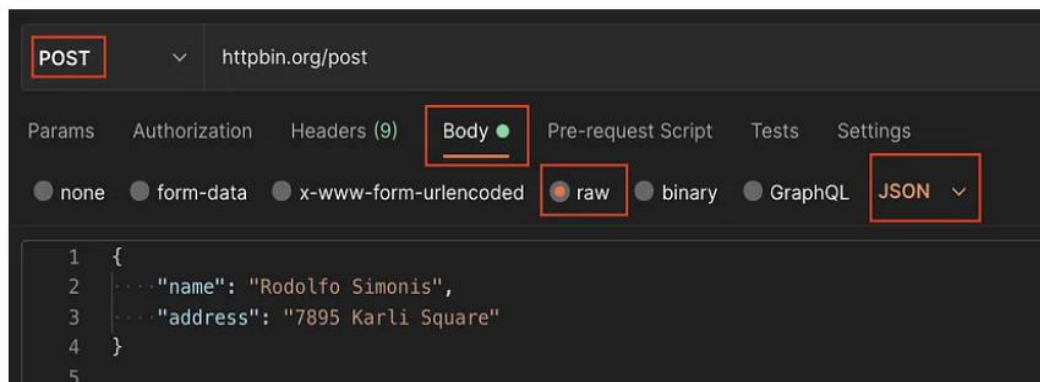 POST httpbin.org/post
Params Authorization Headers (9) Body Pre-request Script Tests Settings
none form-data x-www-form-urlencoded raw binary GraphQL JSON
1 {
2 "name": "Rodolfo Simonis",
3 "address": "7895 Karli Square"
4 }
5